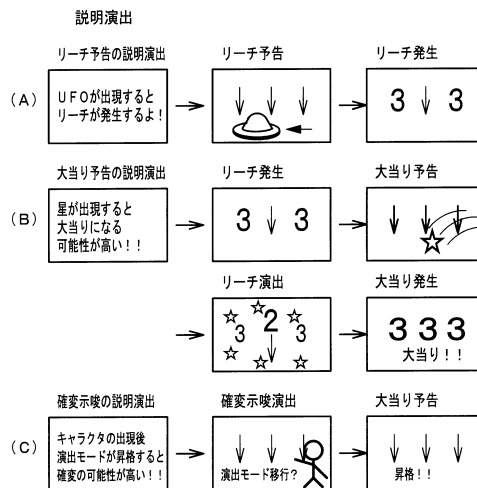 説明演出
リーチ予告の説明演出
リーチ予告
リーチ発生
(A)
UFOが出現すると
リーチが発生するよ!
3 3
大当り予告の説明演出
リーチ発生
大当り予告
(B)
星が出現すると
大当りになる
可能性が高い!!
3 3
リーチ演出
大当り発生
3 2 3
3 3 3
大当り!!
確変示唆の説明演出
確変示唆演出
大当り予告
(C)
キャラクタの出現後
演出モードが昇格すると
確変の可能性が高い!!
演出モード移行?
昇格!!